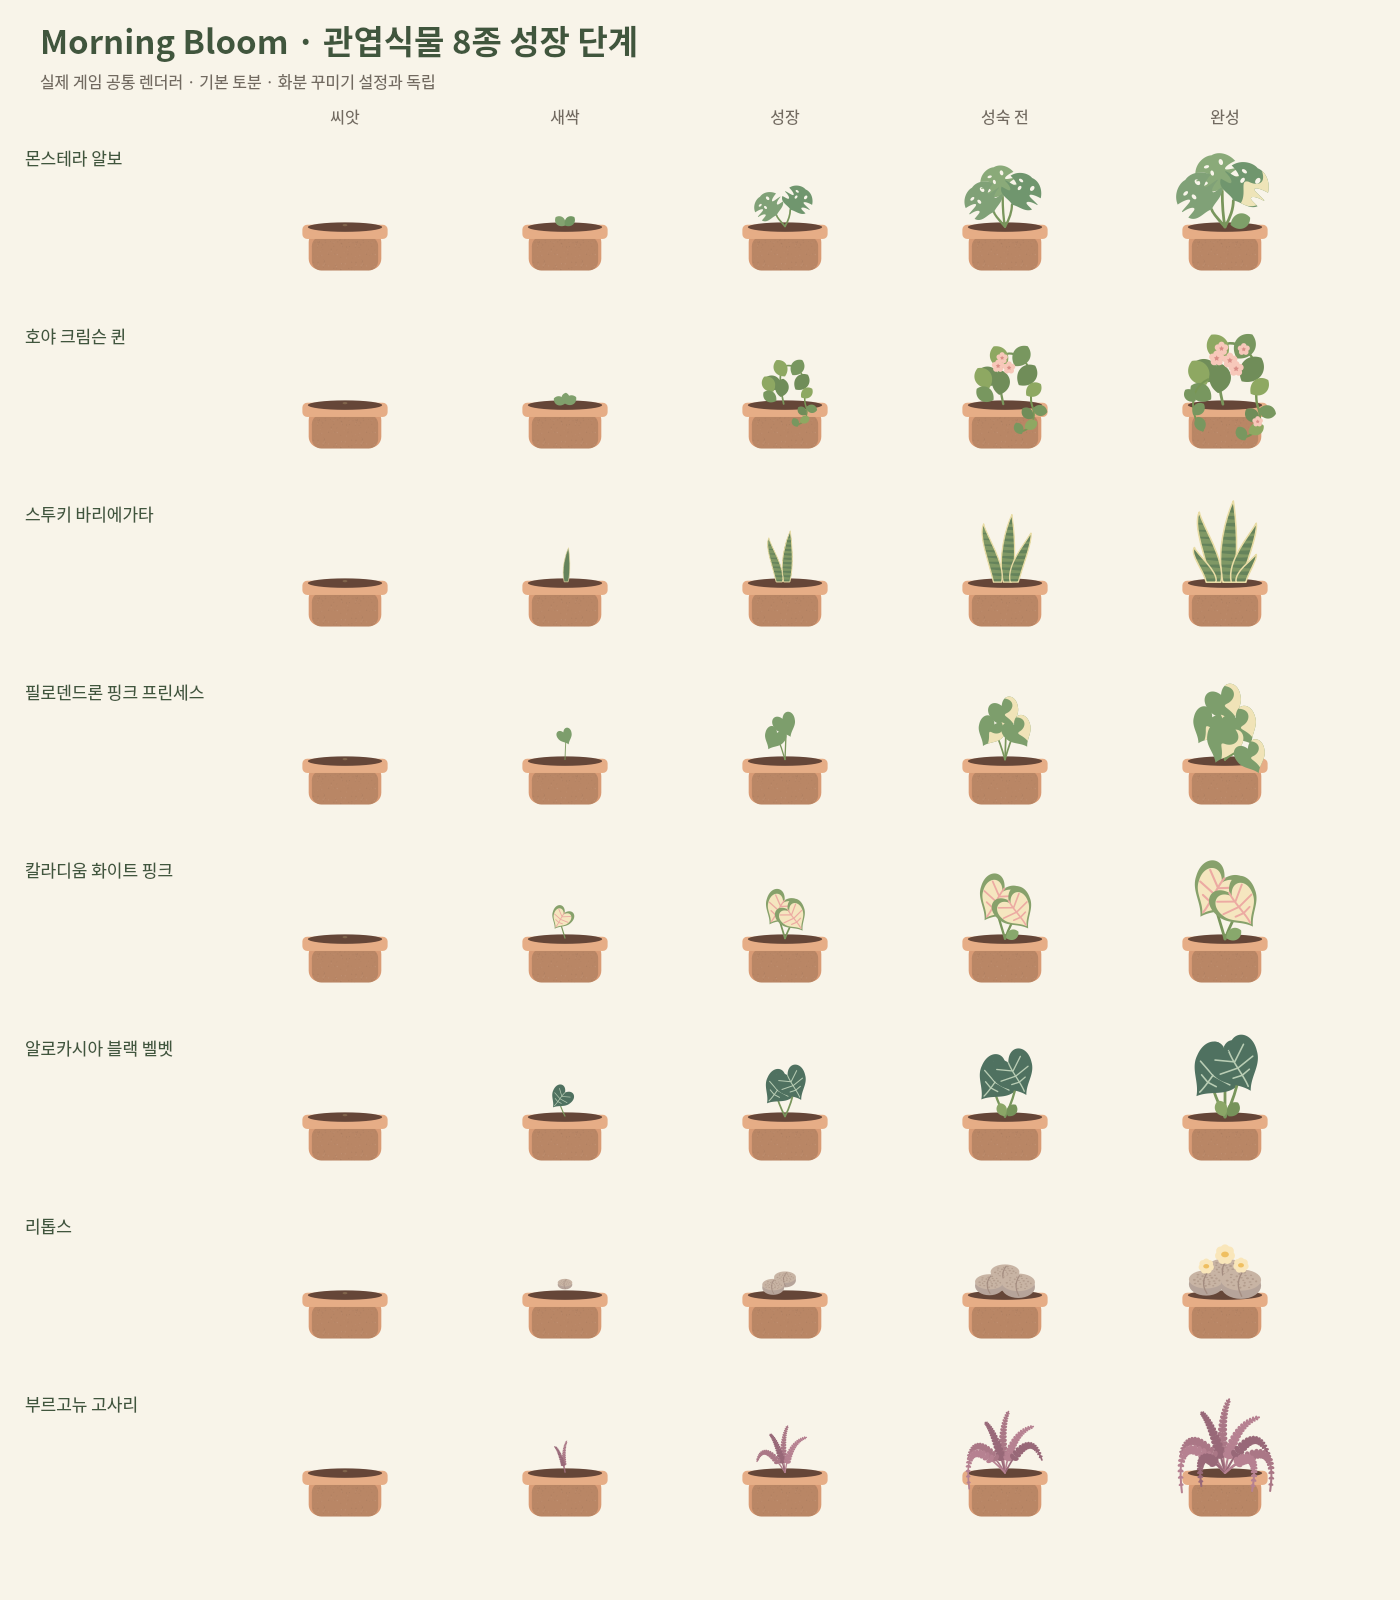 Morning Bloom · 관엽식물 8종 성장 단계
실제 게임 공통 렌더러 · 기본 토분 · 화분 꾸미기 설정과 독립
씨앗 새싹 성장 성숙 전 완성
몬스테라 알보
호야 크림슨 퀸
스투키 바리에가타
필로덴드론 핑크 프린세스
칼라디움 화이트 핑크
알로카시아 블랙 벨벳
리톱스
부르고뉴 고사리